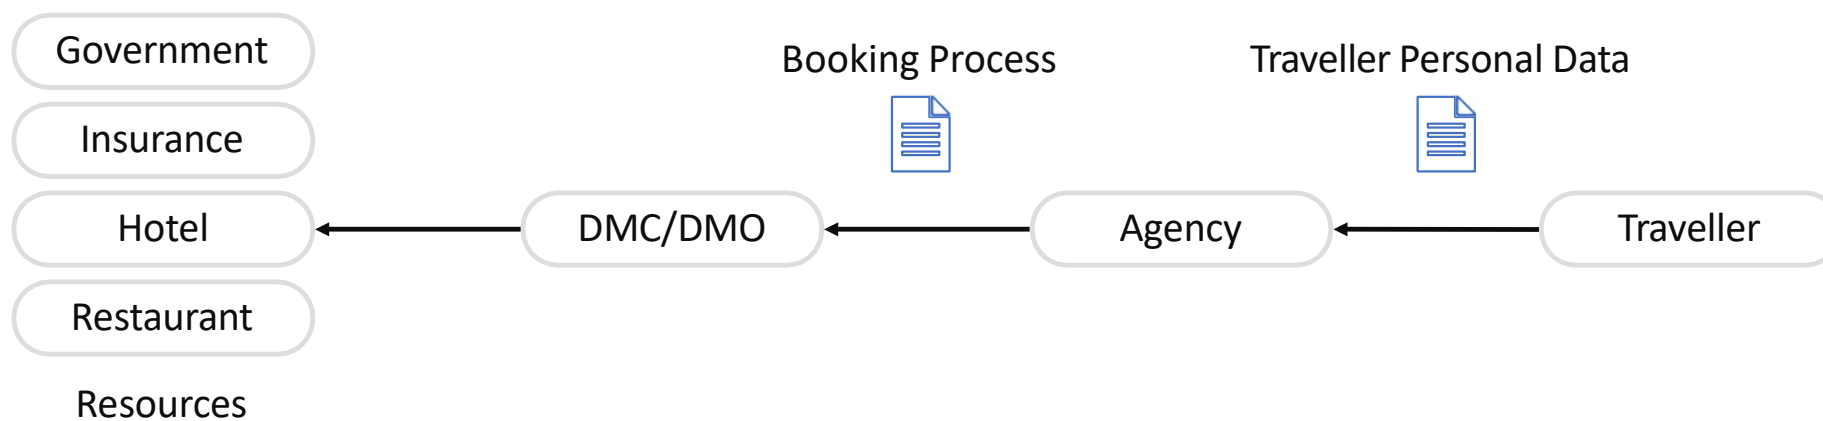 Government
Booking Process
Traveller Personal Data
Insurance
Hotel
DMC/DMO
Agency
Traveller
Restaurant
Resources